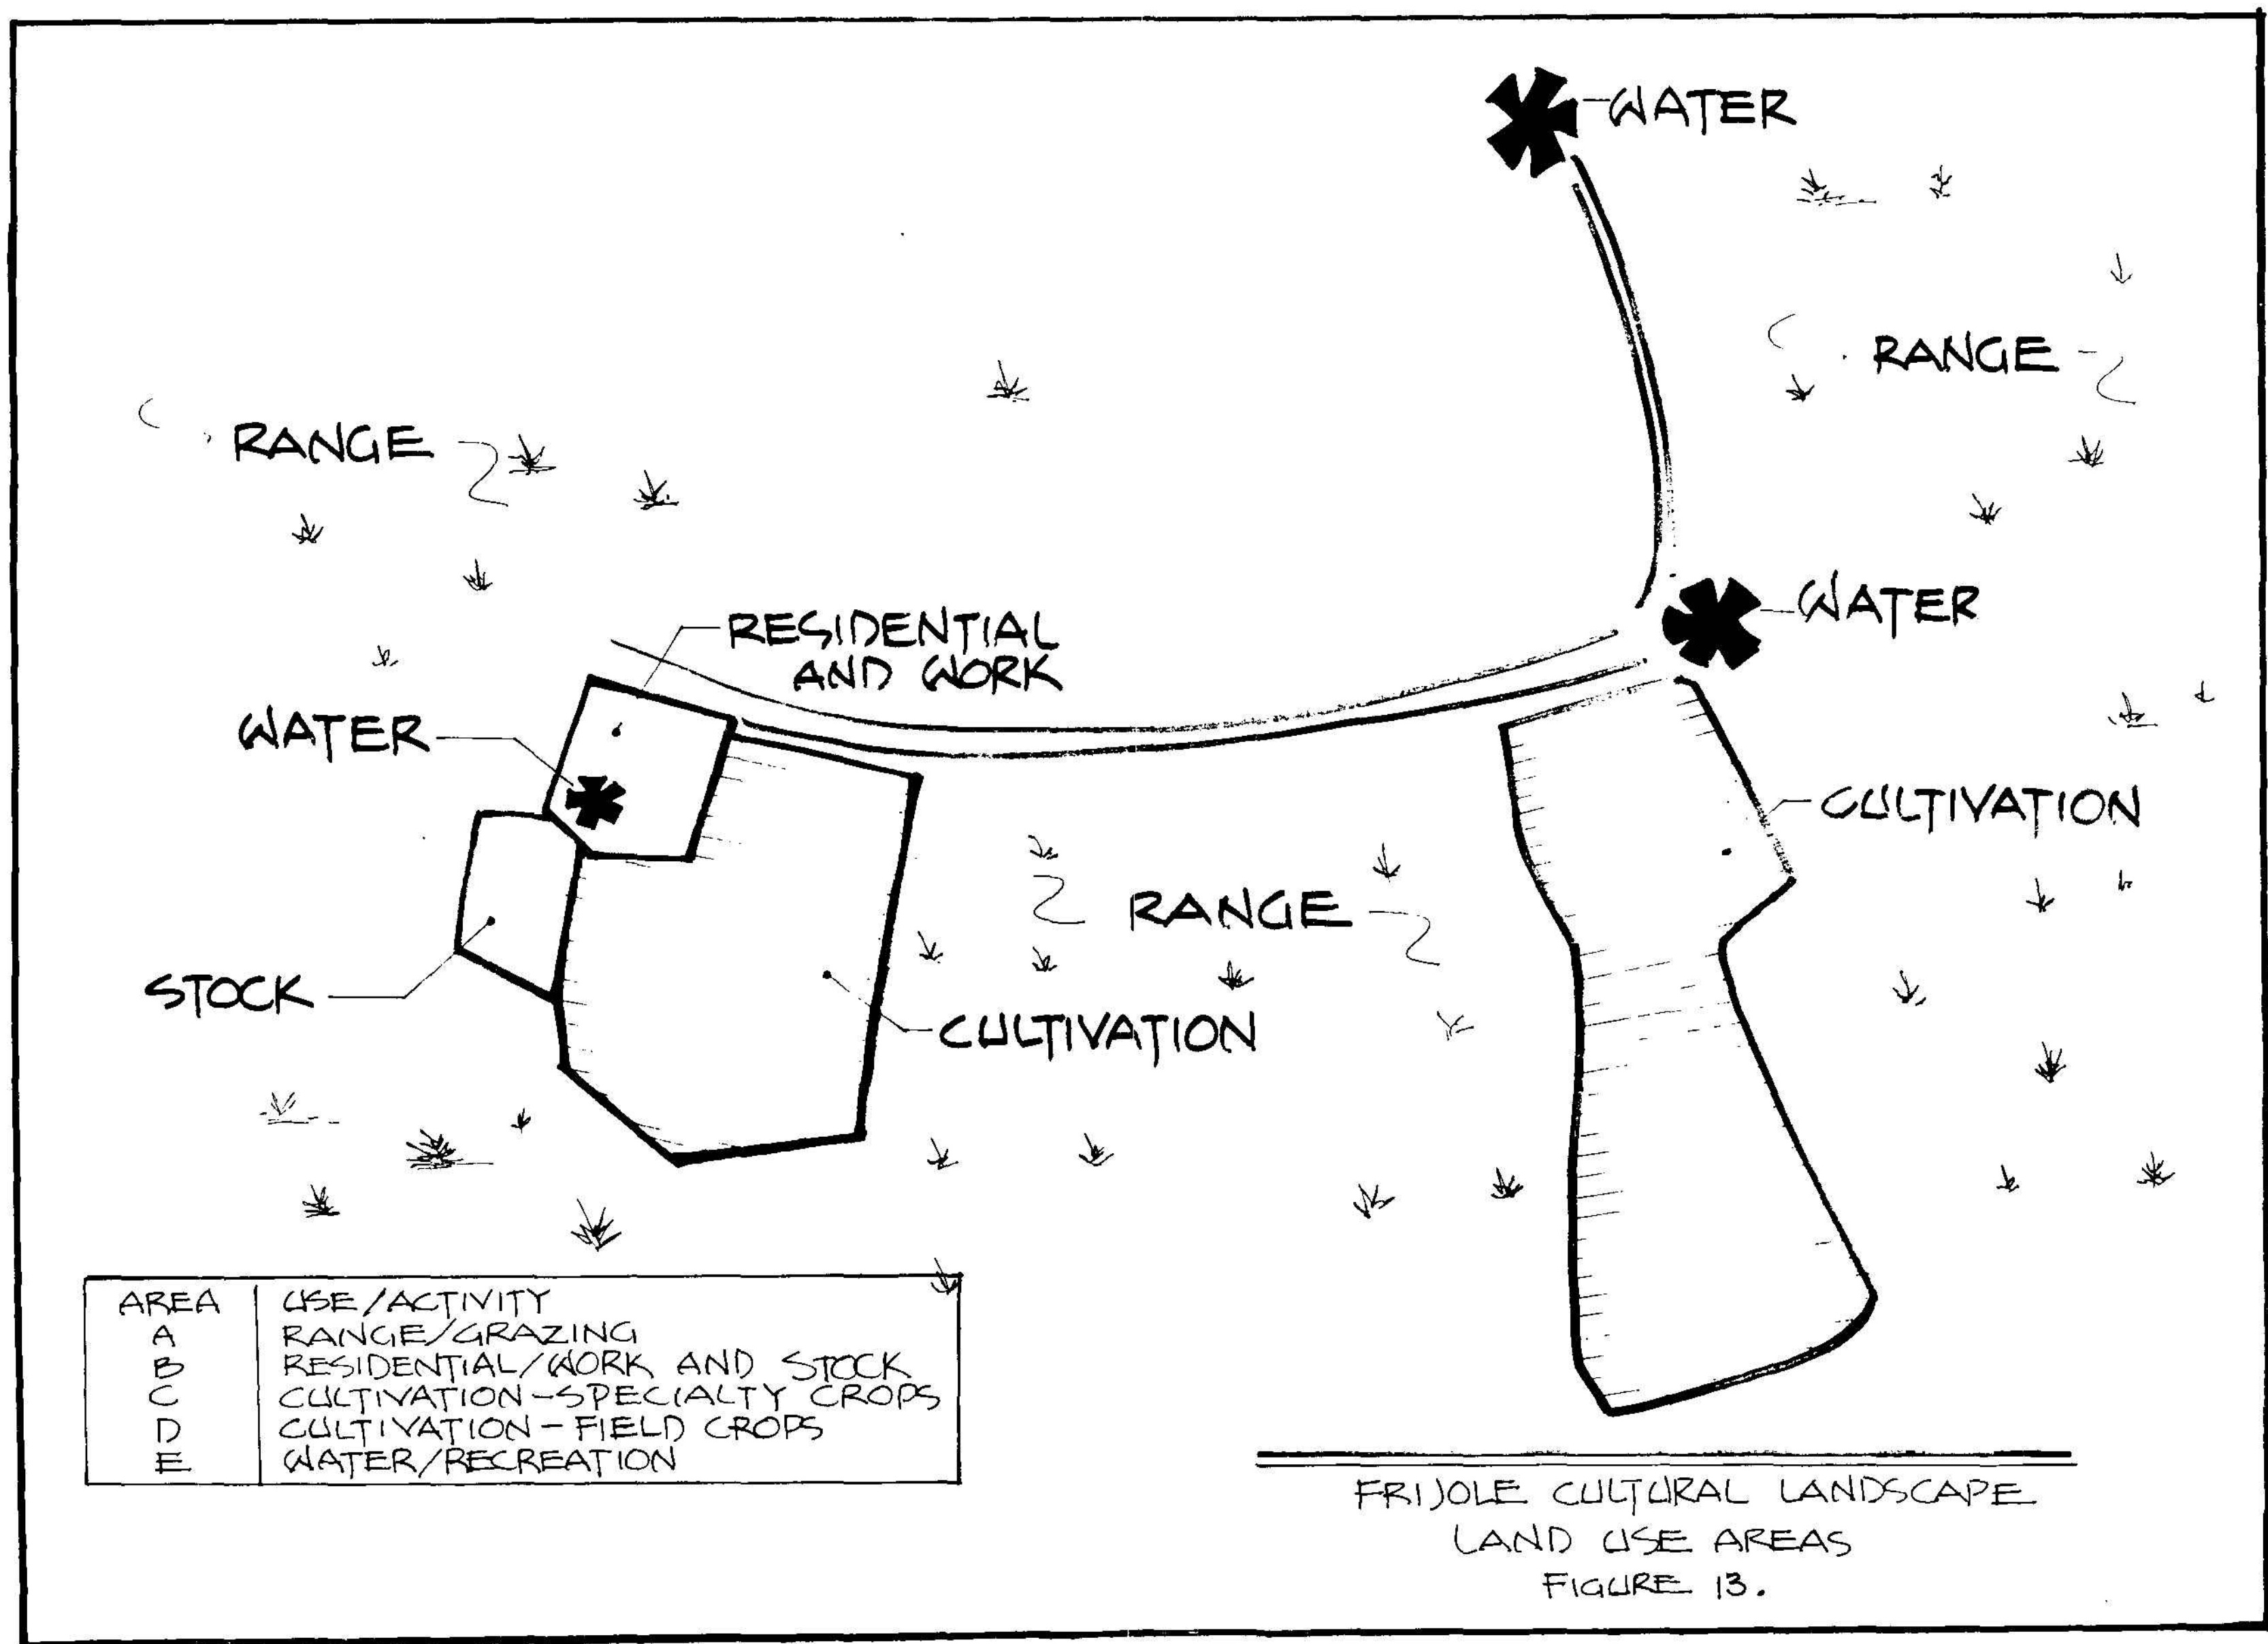 WATER
RANGE
RANGE
WATER
RESIDENTIAL
AND WORK
WATER
CULTIVATION
RANGE
STOCK
CULTIVATION
AREA USE/ACTIVITY
A RANGE/GRAZING
B RESIDENTIAL/WORK AND STOCK
C CULTIVATION-SPECIALTY CROPS
D CULTIVATION-FIELD CROPS
E WATER/RECREATION
FRIJOLE CULTURAL LANDSCAPE
LAND USE AREAS
FIGURE 13.